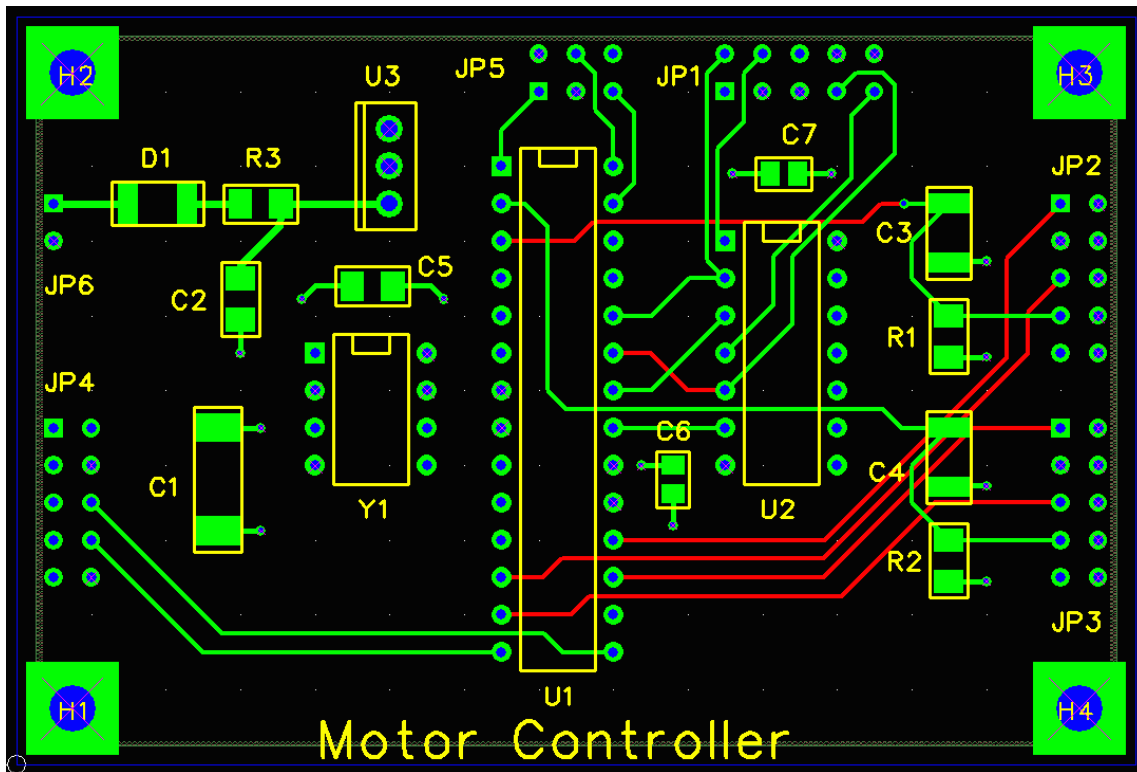 H2
JP5
U3
JP1
H3
D1
R3
C7
JP2
C3
C5
JP6
C2
R1
JP4
C6
C4
C1
Y1
U2
R2
JP3
U1
H1
H4
Motor Controller